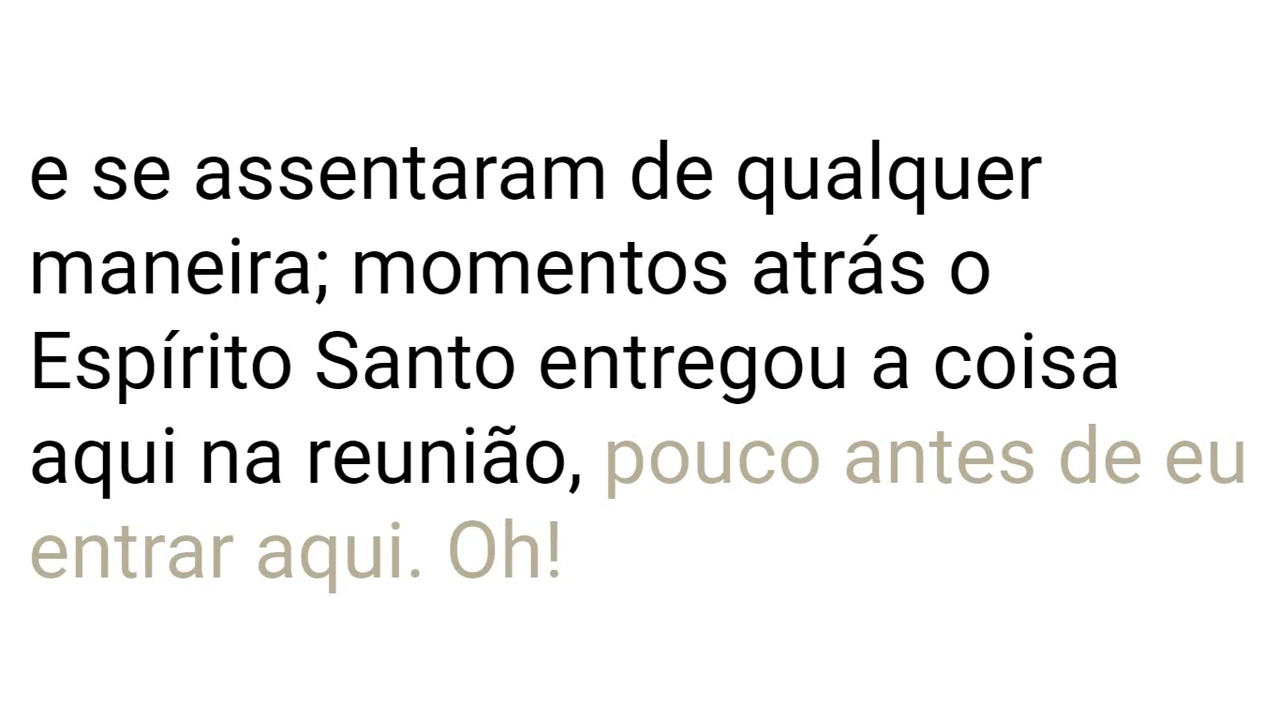 e se assentaram de qualquer
maneira; momentos atrás o
Espírito Santo entregou a coisa
aqui na reunião, pouco antes de eu
entrar aqui. Oh!